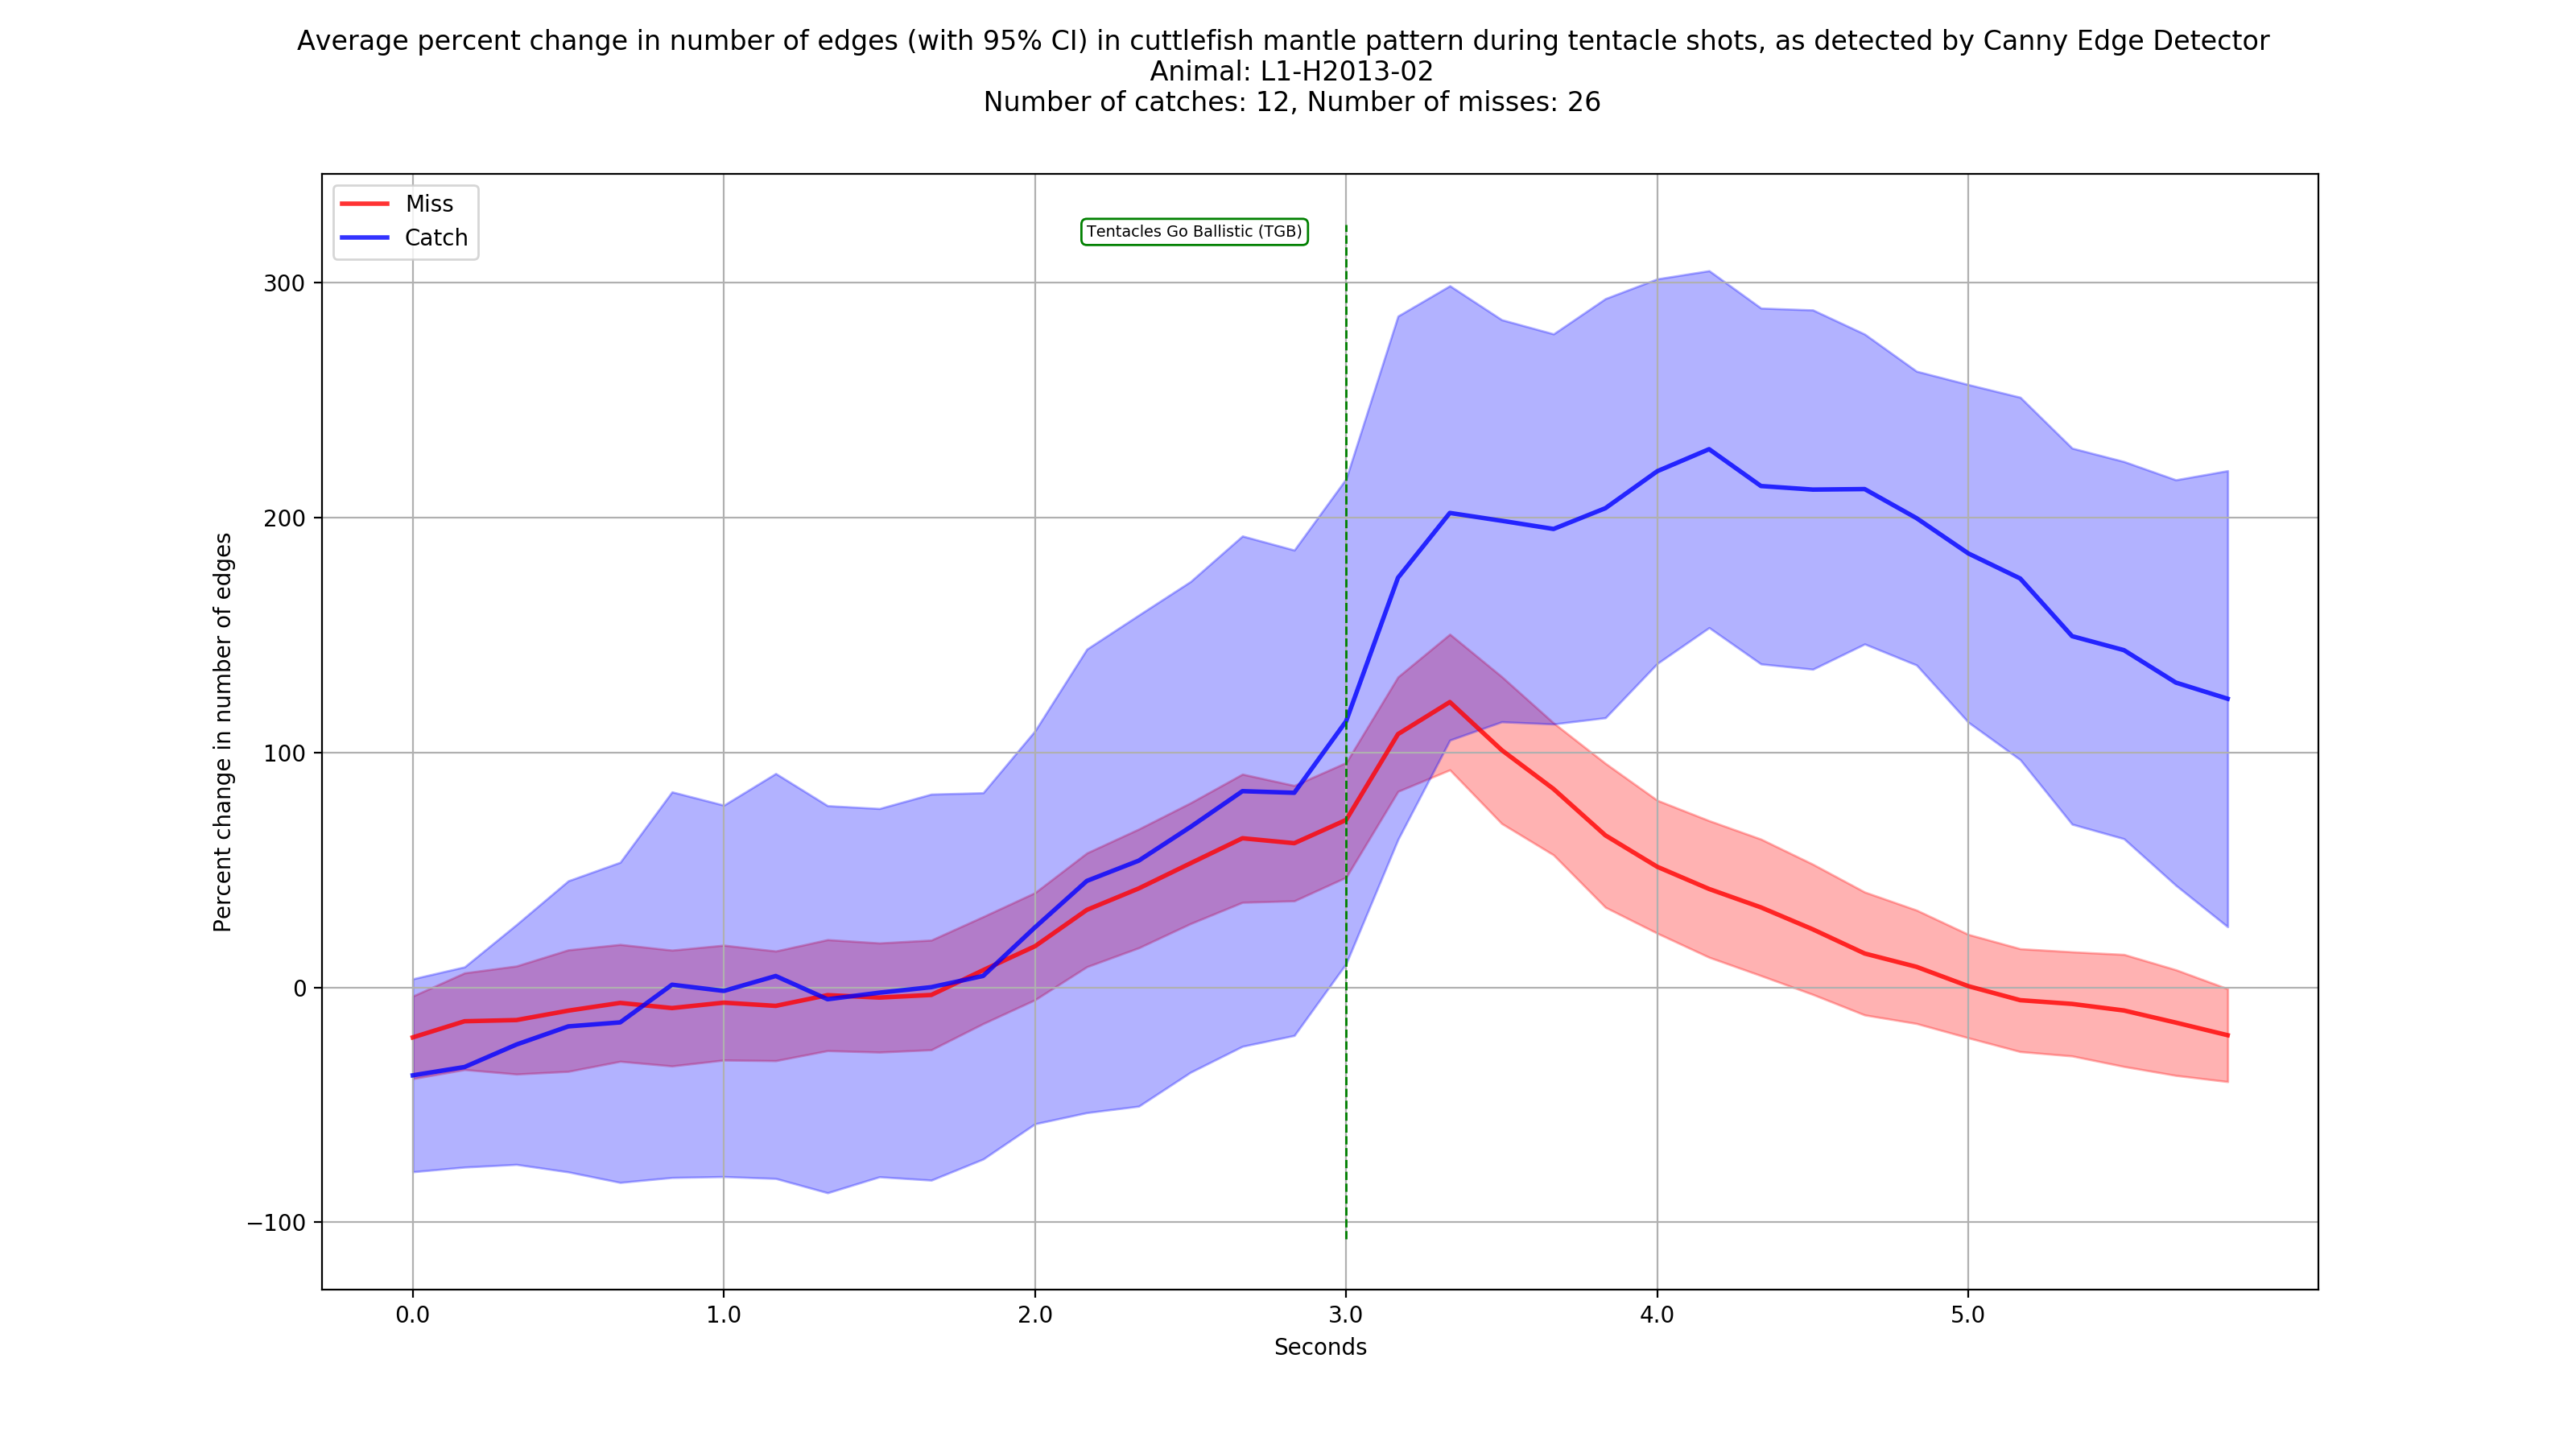 Average percent change in number of edges (with 95% CI) in cuttlefish mantle pattern during tentacle shots, as detected by Canny Edge Detector
Animal: L1-H2013-02
Number of catches: 12, Number of misses: 26
Miss
Catch
Tentacles Go Ballistic (TGB)
300
200
100
0
−100
Percent change in number of edges
0.0 1.0 2.0 3.0 4.0 5.0
Seconds